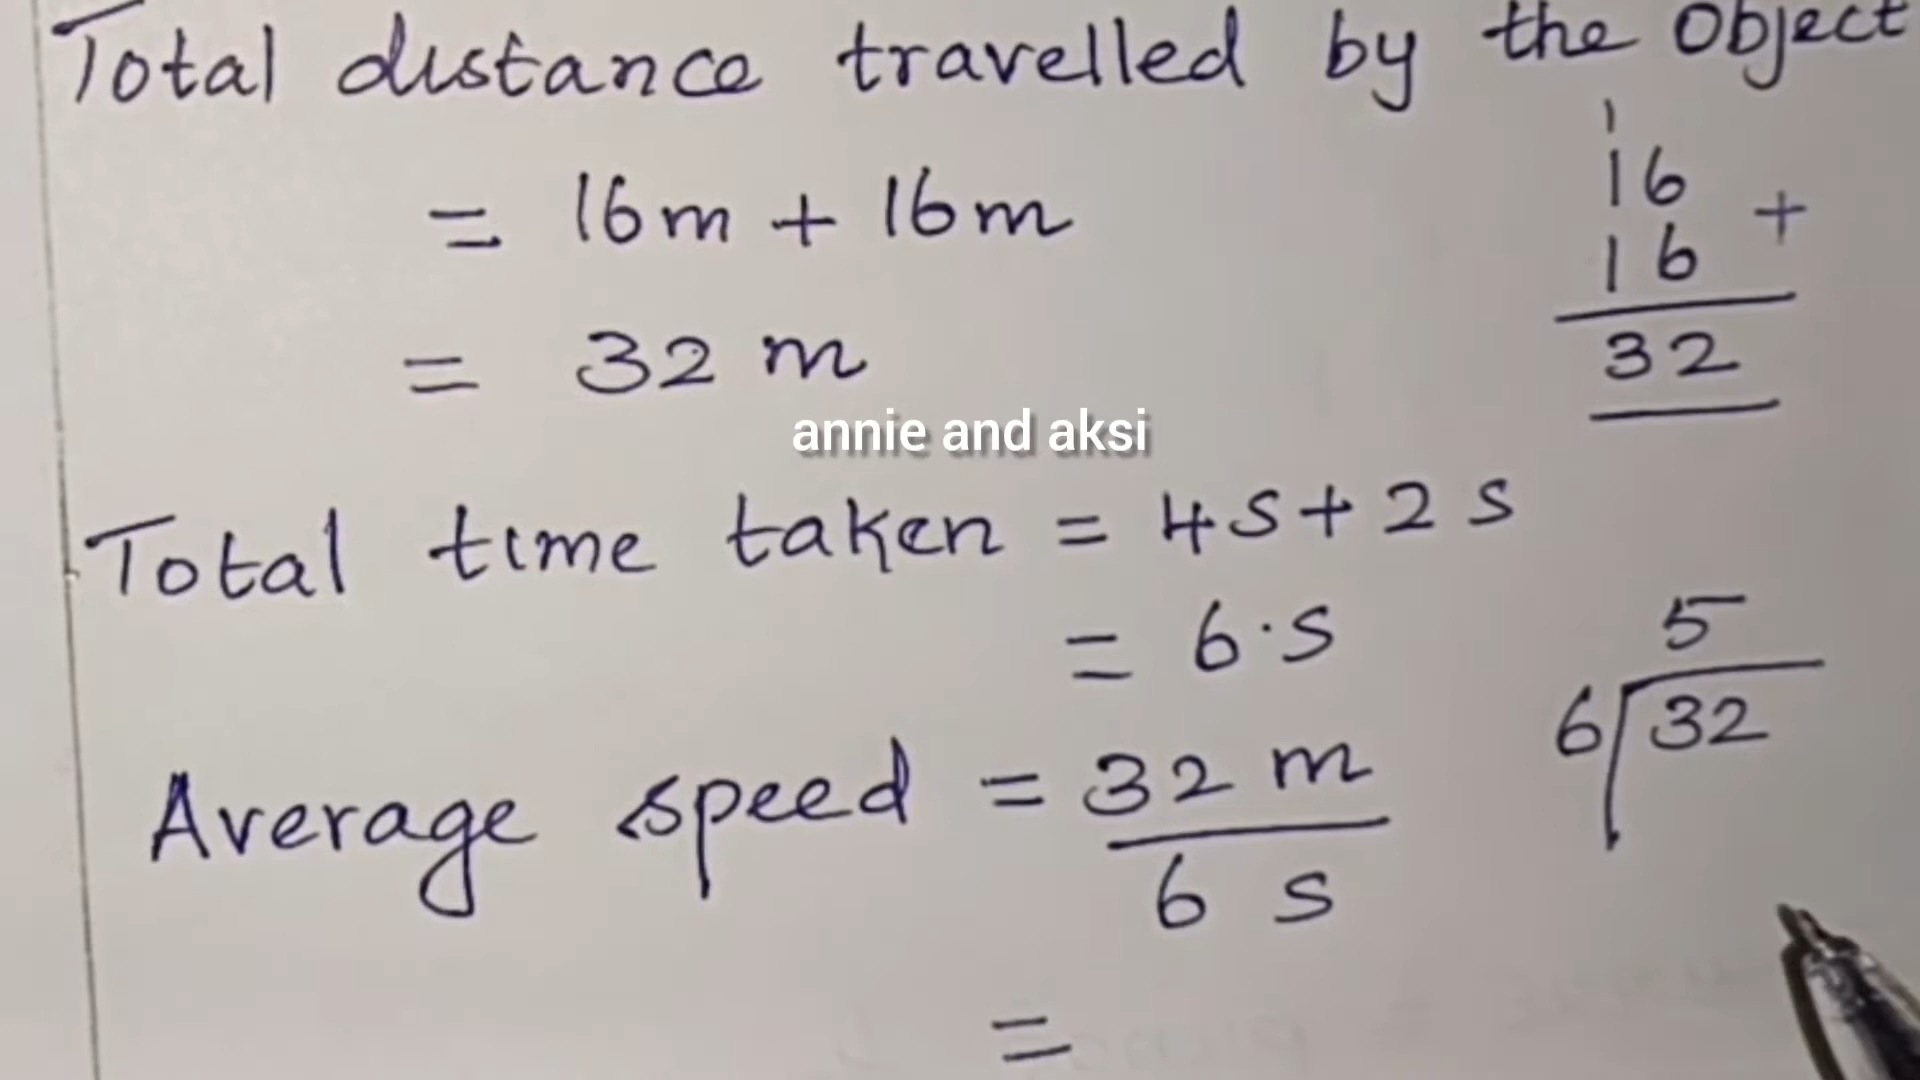 Total distance travelled by the Object
= 16m + 16m
= 32 m
1
16
16 +
32
annie and aksi
Total time taken = 4s + 2 s
= 6.s
Average speed = 32 m
6 s
5
6 32
=